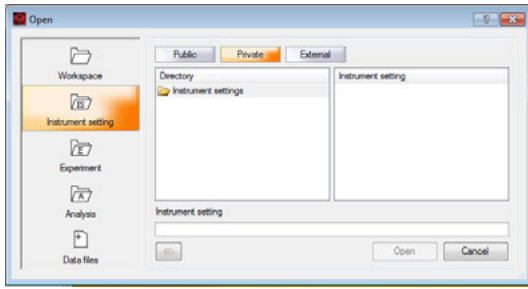 Open
Workspace
IS
Instrument setting
E
Experiment
A
Analysis
Data files
Public Private External
Directory
Instrument settings
Instrument setting
Instrument setting
Open Cancel